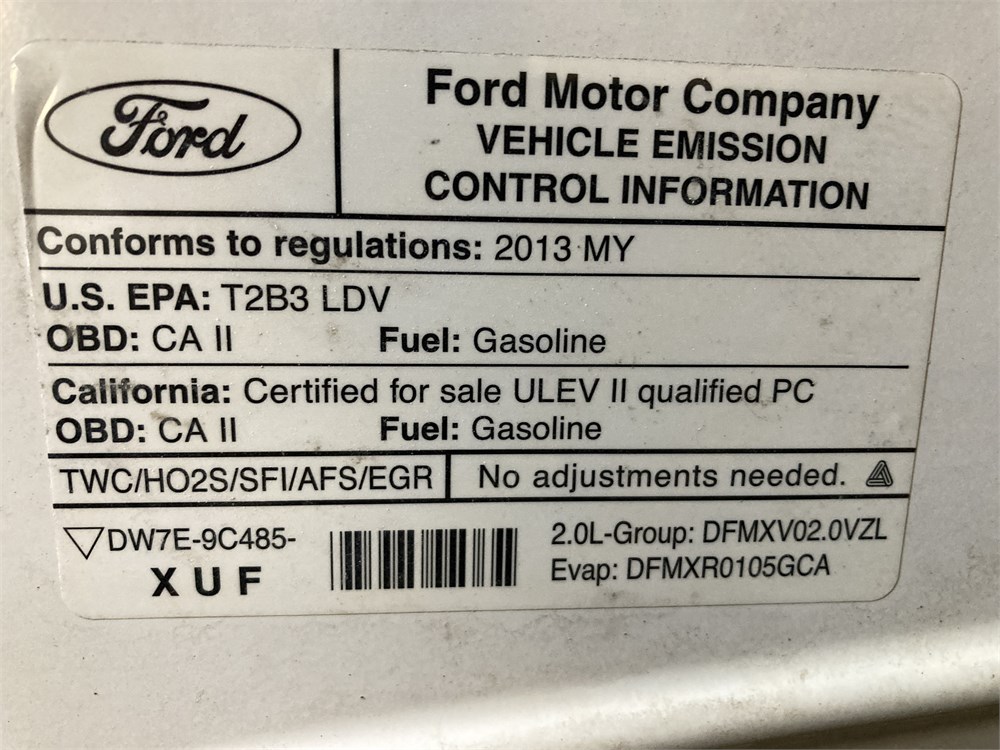 Ford
Ford Motor Company
VEHICLE EMISSION
CONTROL INFORMATION
Conforms to regulations: 2013 MY
U.S. EPA: T2B3 LDV
OBD: CA II Fuel: Gasoline
California: Certified for sale ULEV II qualified PC
OBD: CA II Fuel: Gasoline
TWC/HO2S/SFI/AFS/EGR
No adjustments needed.
DW7E-9C485-
XUF
2.0L-Group: DFMXV02.0VZL
Evap: DFMXR0105GCA